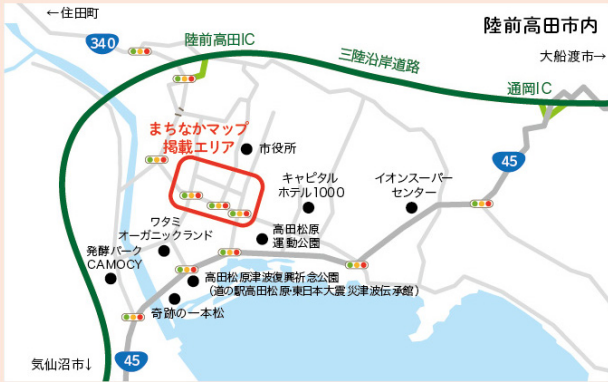 ←住田町
陸前高田市内
340
陸前高田IC
三陸沿岸道路
大船渡市→
通岡IC
まちなかマップ
掲載エリア
市役所
45
キャピタル
ホテル1000
イオンスーパー
センター
ワタミ
オーガニックランド
高田松原
運動公園
発酵パーク
CAMOCY
高田松原津波復興祈念公園
（道の駅高田松原・東日本大震災津波伝承館）
奇跡の一本松
気仙沼市↓
45